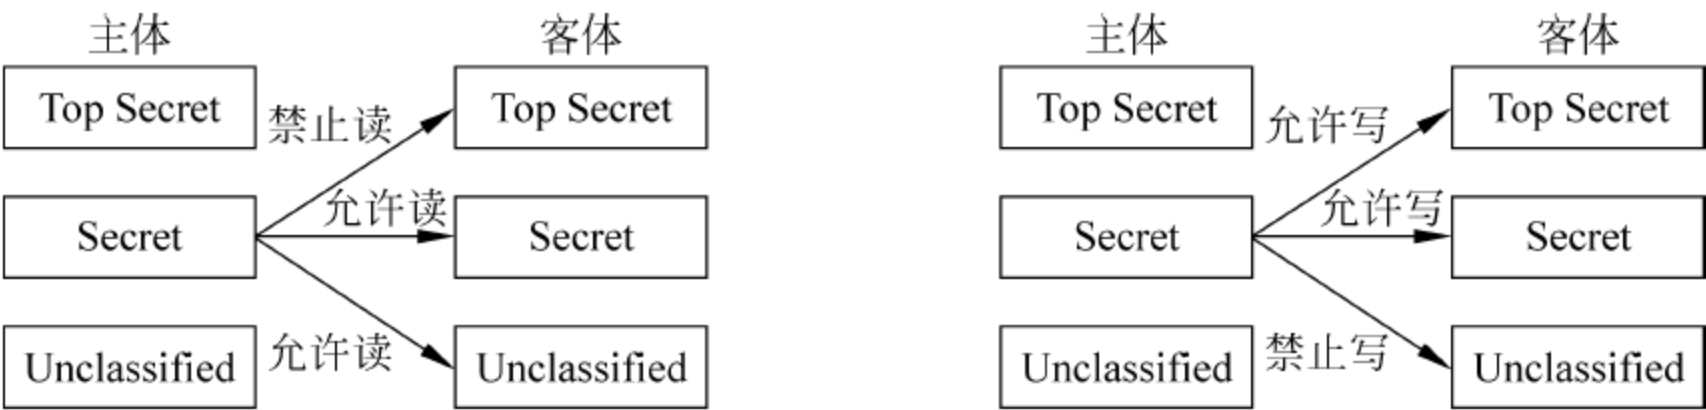 主体 客体
Top Secret 禁止读 Top Secret
允许读
Secret Secret
Unclassified 允许读 Unclassified
主体 客体
Top Secret 允许写 Top Secret
允许写
Secret Secret
Unclassified 禁止写 Unclassified